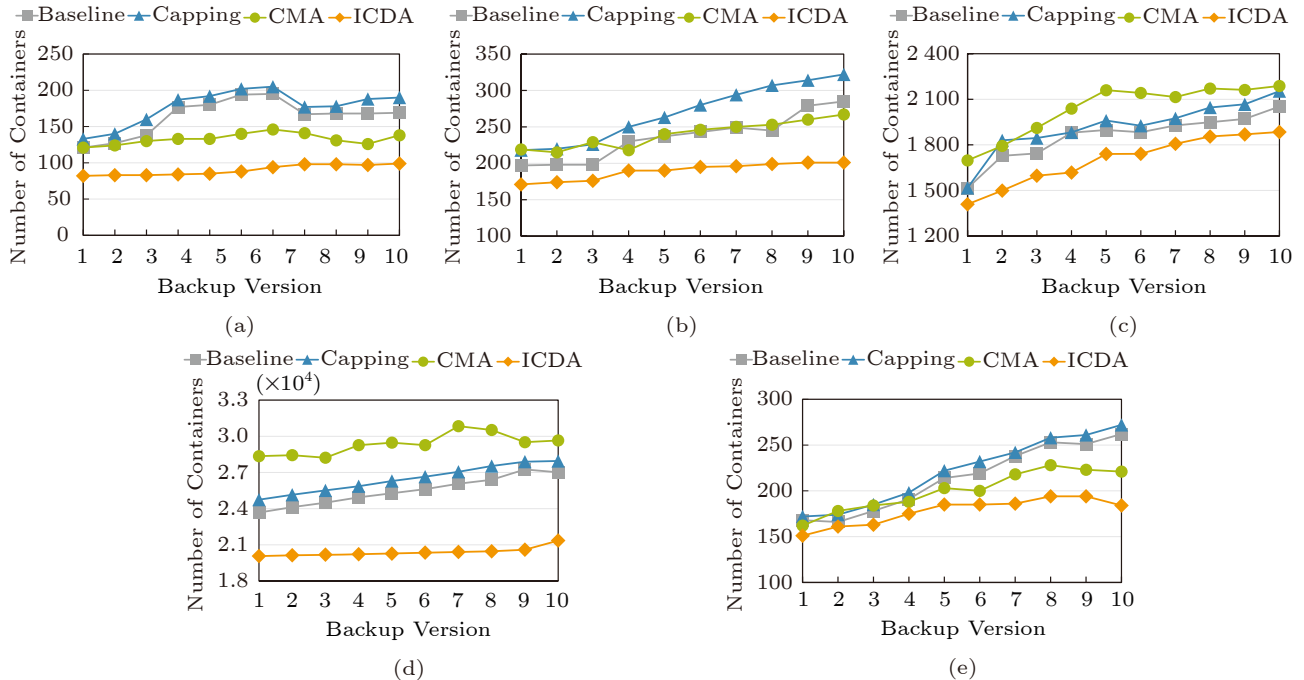 Baseline Capping CMA ICDA
Number of Containers
250
200
150
100
50
0
1 2 3 4 5 6 7 8 9 10
Backup Version
(a)
Baseline Capping CMA ICDA
Number of Containers
350
300
250
200
150
100
1 2 3 4 5 6 7 8 9 10
Backup Version
(b)
Baseline Capping CMA ICDA
Number of Containers
2 400
2 100
1 800
1 500
1 200
1 2 3 4 5 6 7 8 9 10
Backup Version
(c)
Baseline Capping CMA ICDA
(×10⁴)
Number of Containers
3.3
3.0
2.7
2.4
2.1
1.8
1 2 3 4 5 6 7 8 9 10
Backup Version
(d)
Baseline Capping CMA ICDA
Number of Containers
300
250
200
150
100
1 2 3 4 5 6 7 8 9 10
Backup Version
(e)